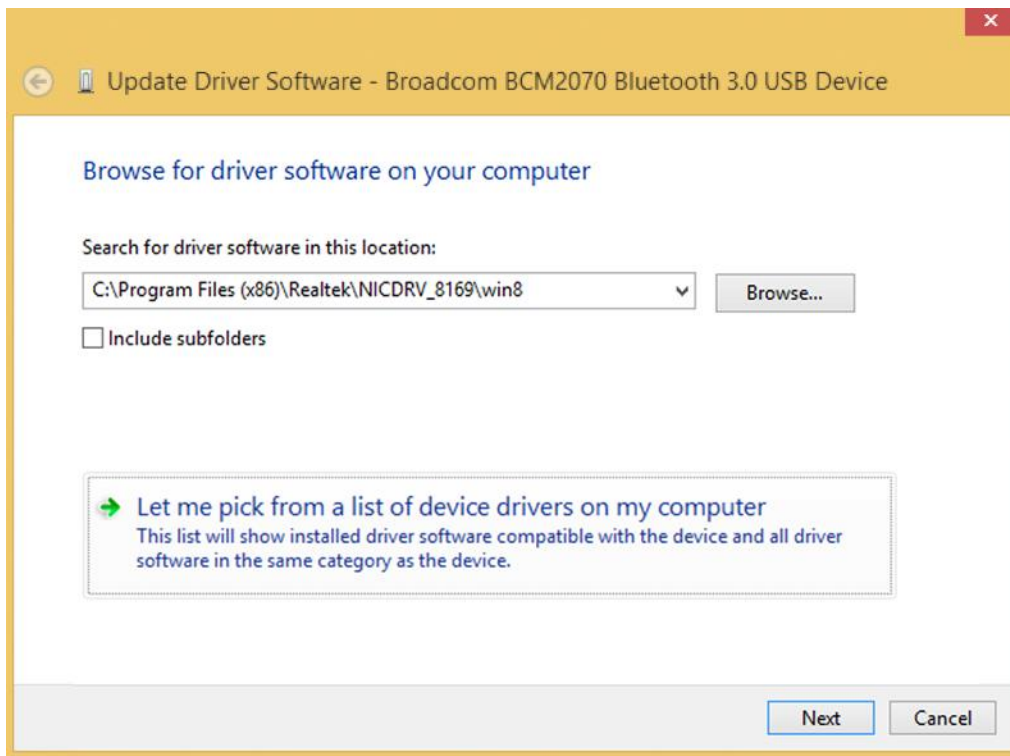 Update Driver Software - Broadcom BCM2070 Bluetooth 3.0 USB Device
Browse for driver software on your computer
Search for driver software in this location:
C:\Program Files (x86)\Realtek\NICDRV_8169\win8
Browse...
Include subfolders
Let me pick from a list of device drivers on my computer
This list will show installed driver software compatible with the device and all driver
software in the same category as the device.
Next
Cancel